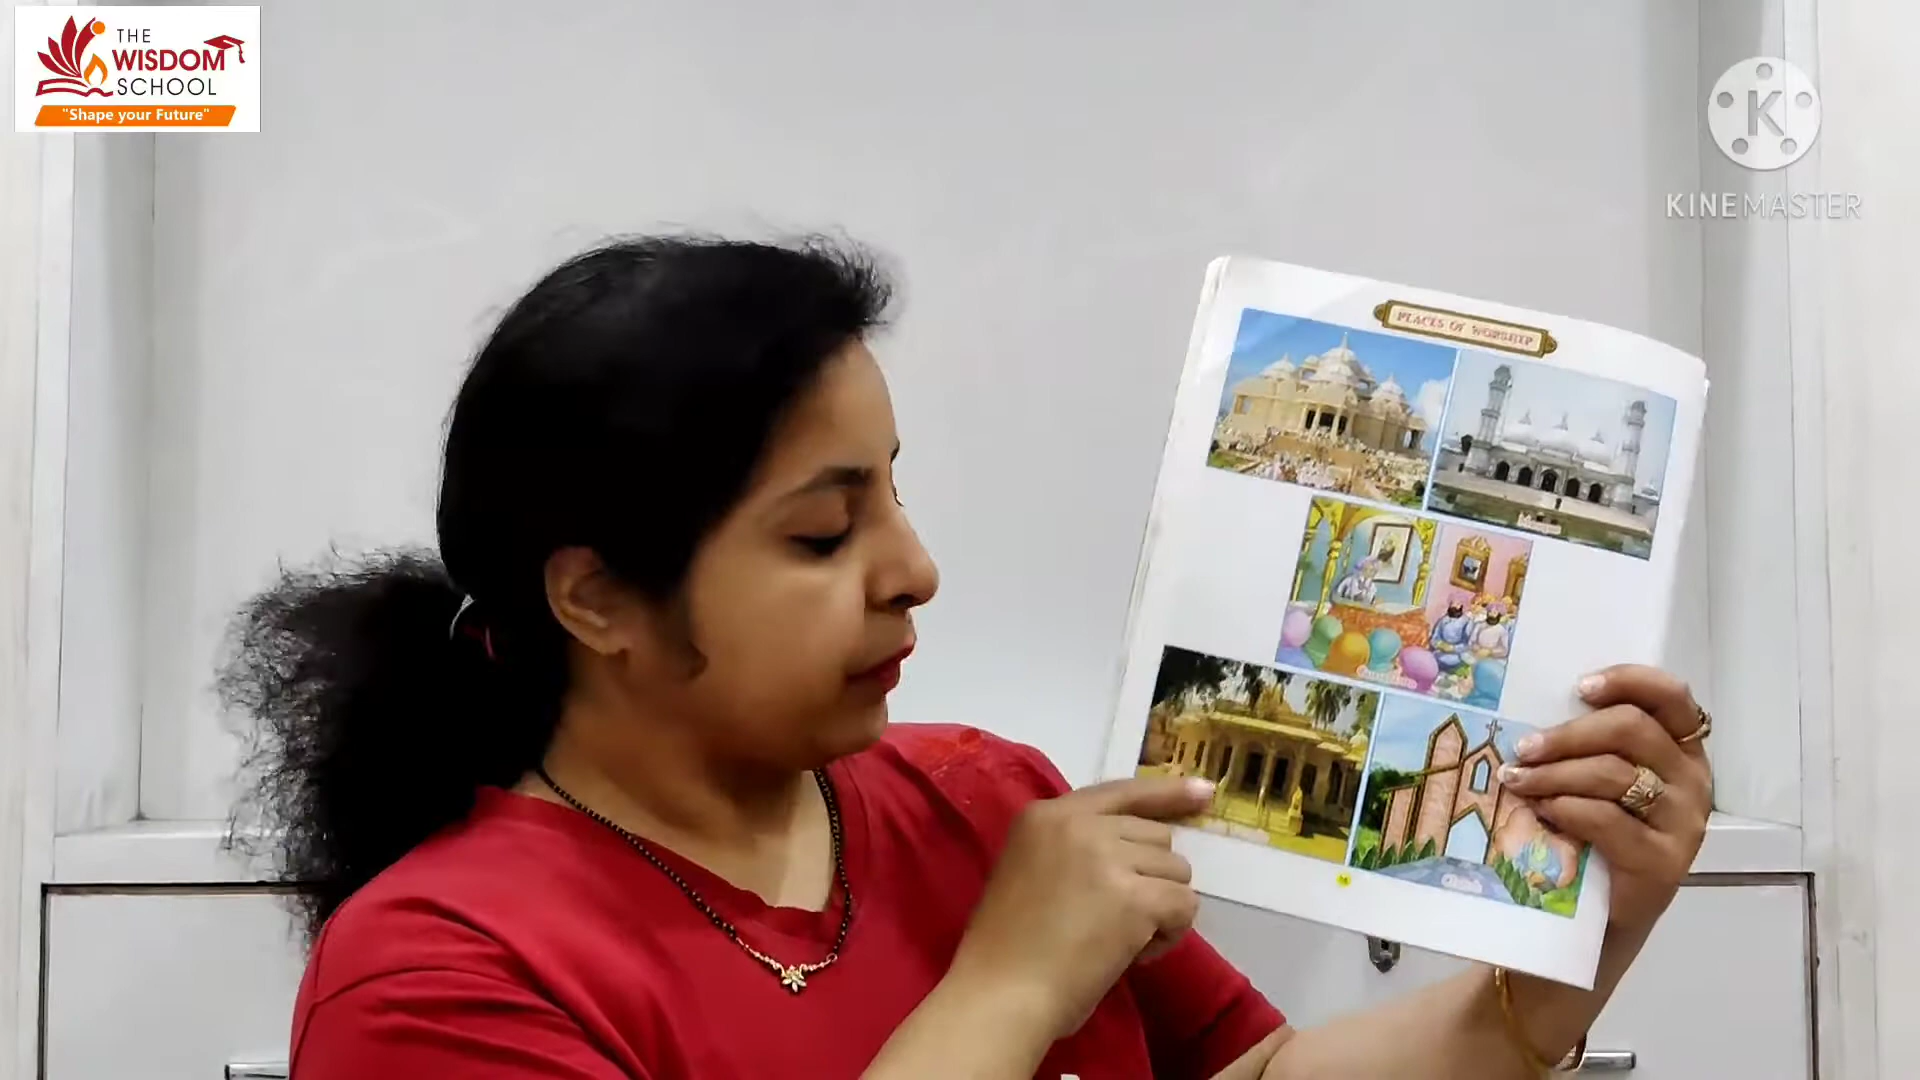 THE
WISDOM
SCHOOL
"Shape your Future"
K
KINEMASTER
PLACES OF WORSHIP